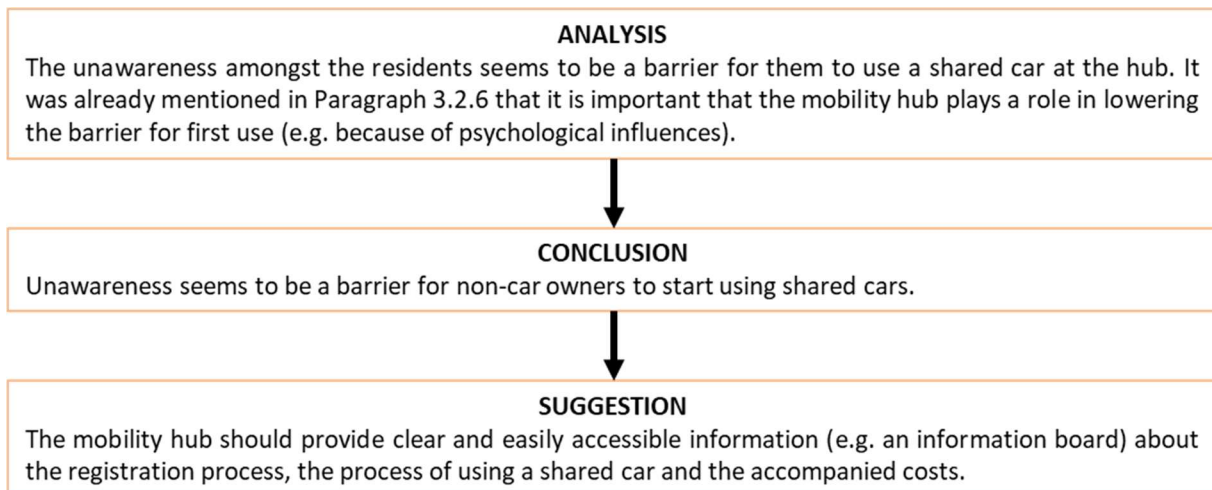 ANALYSIS
The unawareness amongst the residents seems to be a barrier for them to use a shared car at the hub. It
was already mentioned in Paragraph 3.2.6 that it is important that the mobility hub plays a role in lowering
the barrier for first use (e.g. because of psychological influences).
CONCLUSION
Unawareness seems to be a barrier for non-car owners to start using shared cars.
SUGGESTION
The mobility hub should provide clear and easily accessible information (e.g. an information board) about
the registration process, the process of using a shared car and the accompanied costs.